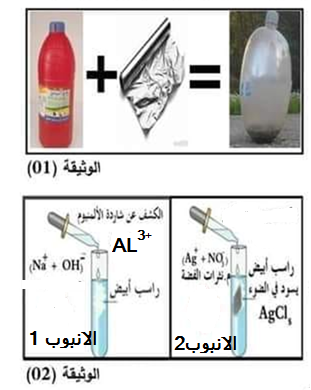 الوثيقة (01)
الكشف عن شاردة الألمنيوم
AL3+
(Na+ + OH)-
راسب أبيض
الانبوب 1
(Ag+ + NO3-)
م.نترات الفضة
راسب أبيض
يسود في الضوء
AgCls
الانبوب2
الوثيقة (02)